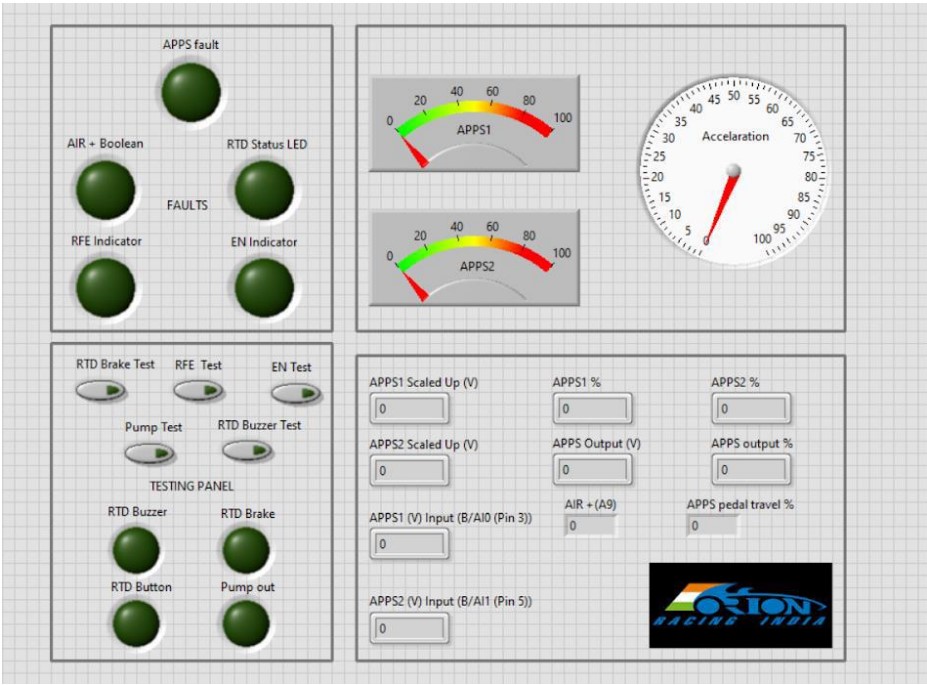 APPS fault
AIR + Boolean
RTD Status LED
FAULTS
RFE Indicator
EN Indicator
0 20 40 60 80 100
APPS1
0 20 40 60 80 100
APPS2
Accelaration
0 5 10 15 20 25 30 35 40 45 50 55 60 65 70 75 80 85 90 95 100
RTD Brake Test
RFE Test
EN Test
Pump Test
RTD Buzzer Test
TESTING PANEL
RTD Buzzer
RTD Brake
RTD Button
Pump out
APPS1 Scaled Up (V)
0
APPS1 %
0
APPS2 %
0
APPS2 Scaled Up (V)
0
APPS Output (V)
0
APPS output %
0
APPS1 (V) Input (B/AI0 (Pin 3))
0
AIR + (A9)
0
APPS pedal travel %
0
APPS2 (V) Input (B/AI1 (Pin 5))
0
ORION
RACING INDIA